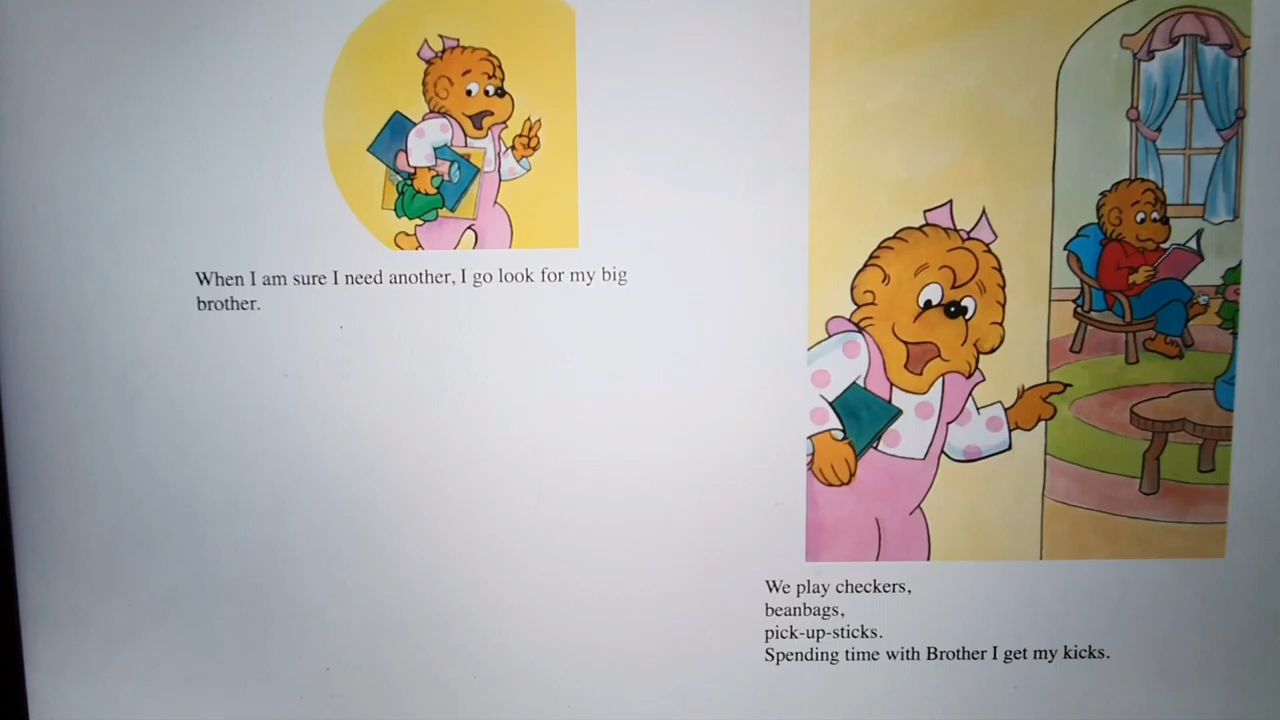 When I am sure I need another, I go look for my big
brother.
We play checkers,
beanbags,
pick-up-sticks.
Spending time with Brother I get my kicks.